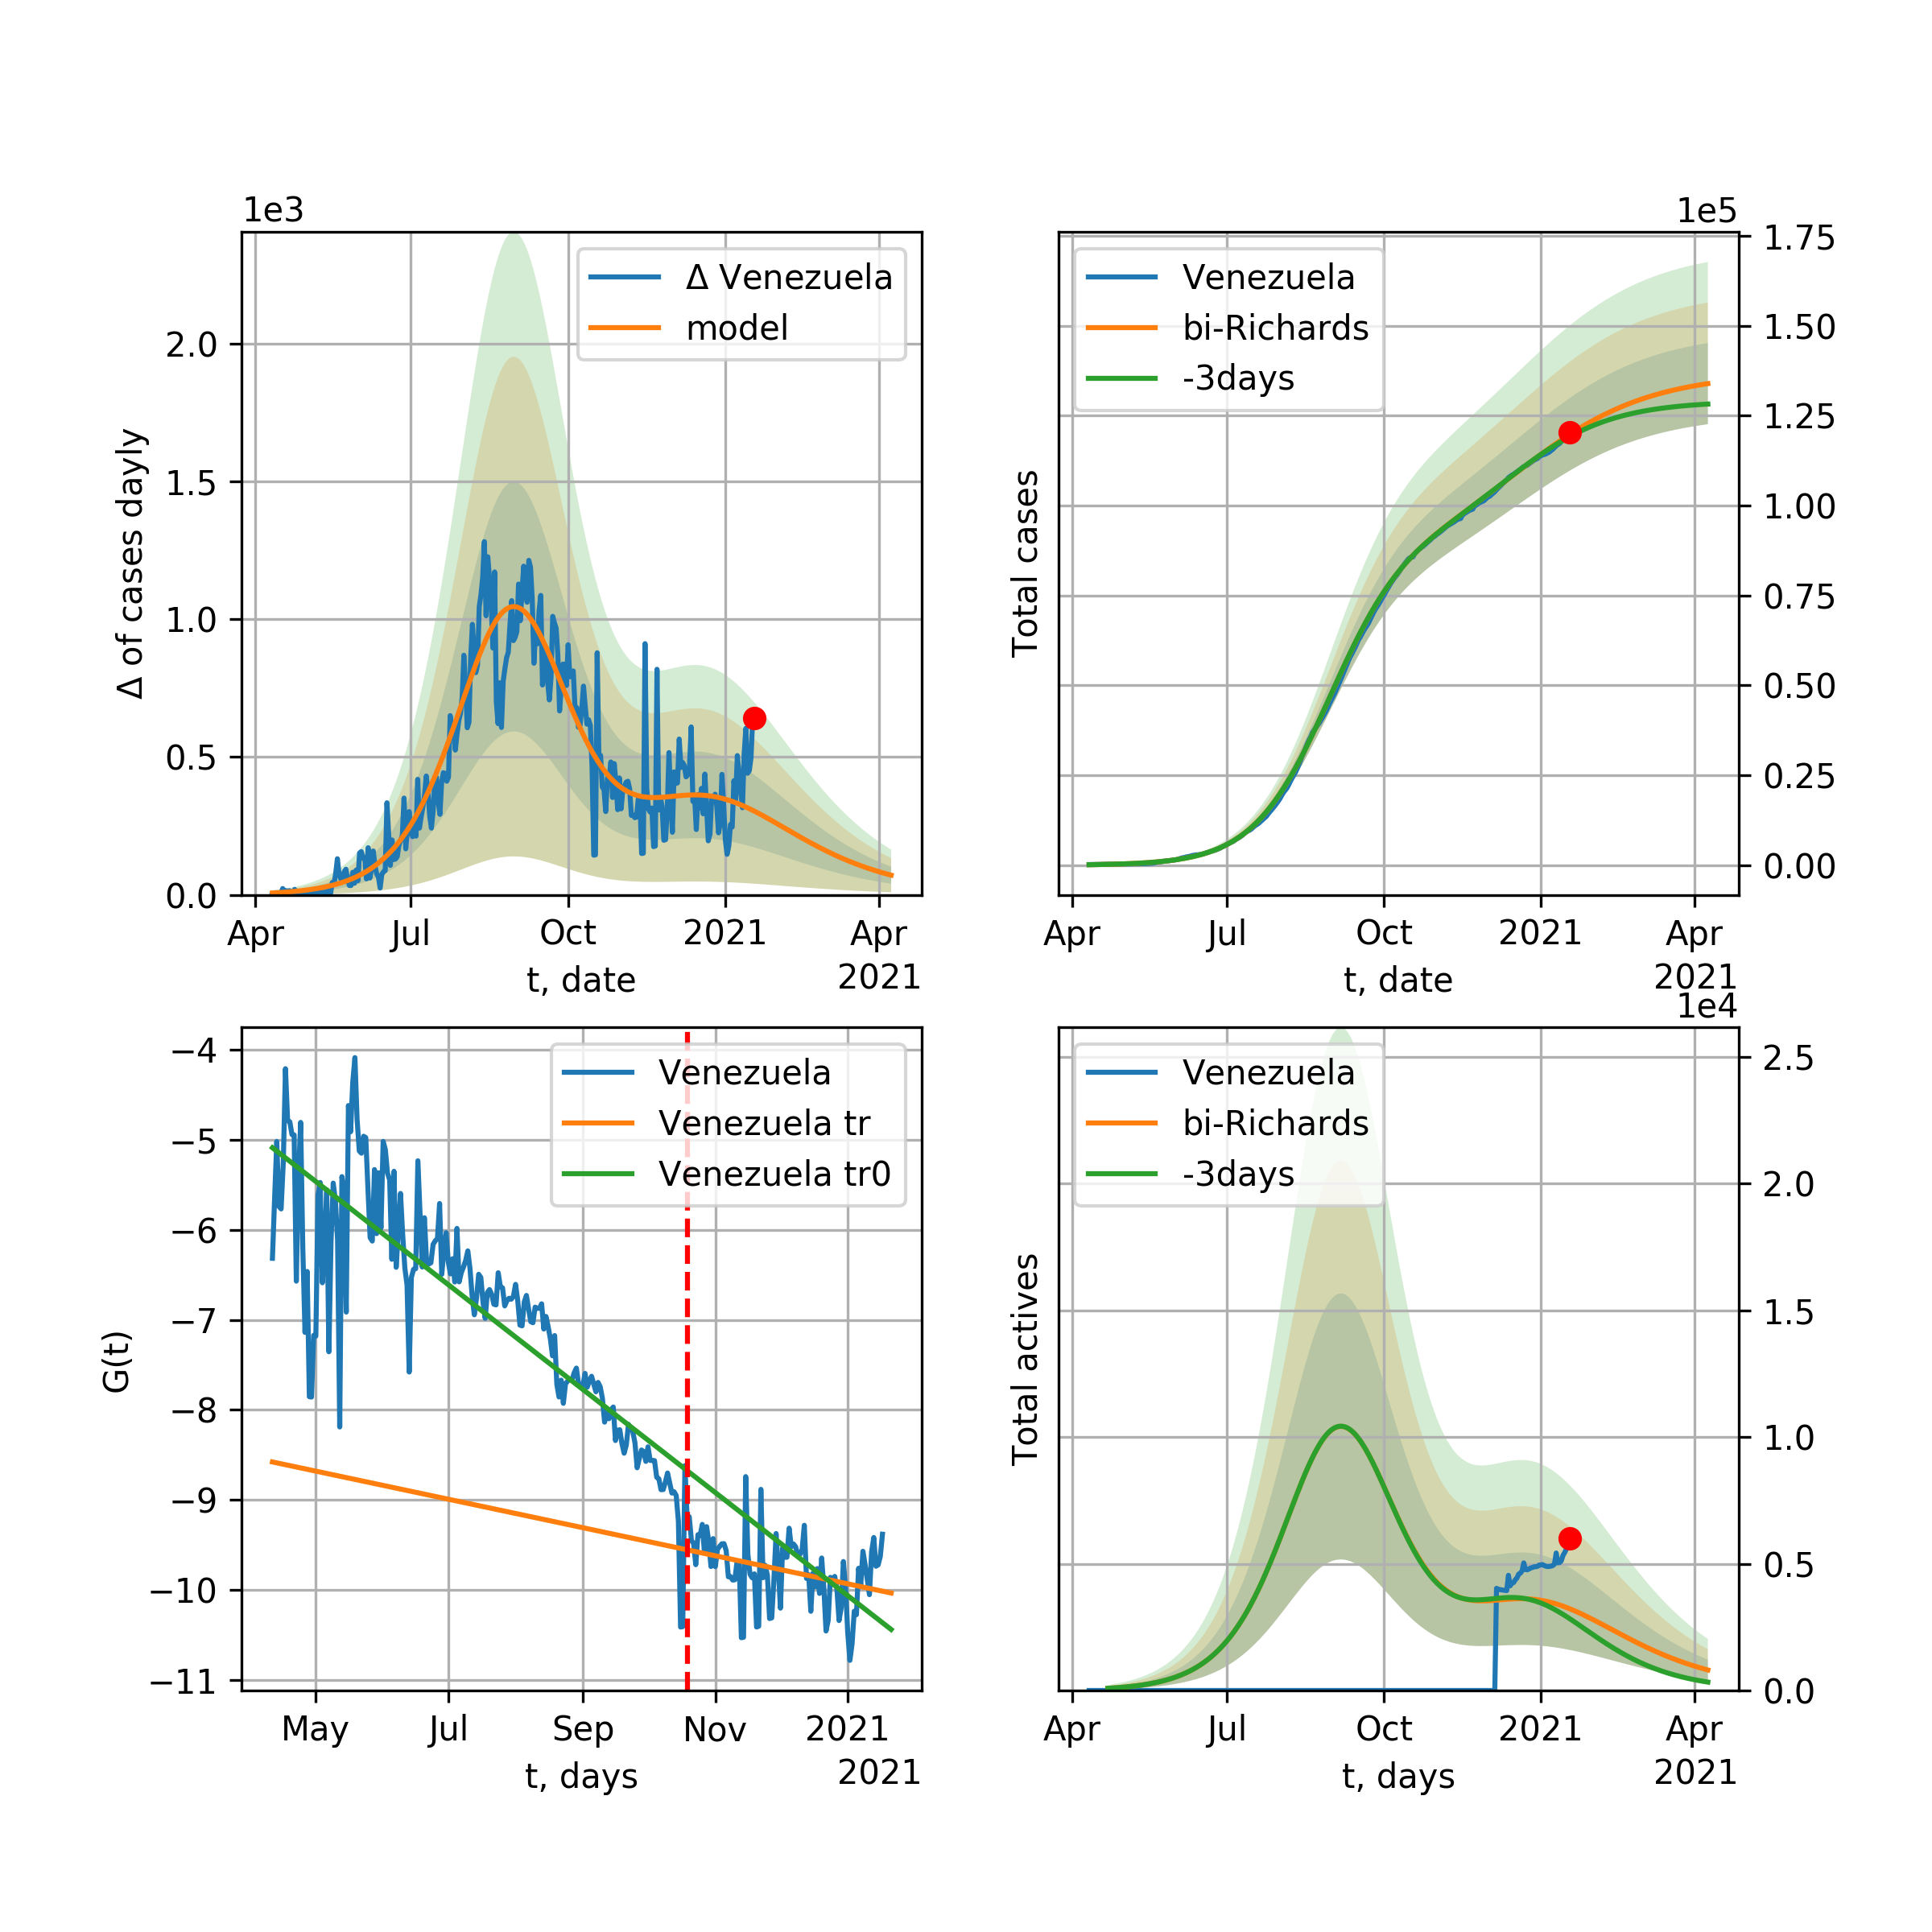 1e3
Δ of cases dayly
2.0
1.5
1.0
0.5
0.0
Δ Venezuela
model
Apr Jul Oct 2021 Apr
2021
t, date
1e5
Total cases
Venezuela
bi-Richards
-3days
1.75
1.50
1.25
1.00
0.75
0.50
0.25
0.00
Apr Jul Oct 2021 Apr
2021
t, date
G(t)
−4
−5
−6
−7
−8
−9
−10
−11
Venezuela
Venezuela tr
Venezuela tr0
May Jul Sep Nov 2021
2021
t, days
1e4
Total actives
Venezuela
bi-Richards
-3days
2.5
2.0
1.5
1.0
0.5
0.0
Apr Jul Oct 2021 Apr
2021
t, days